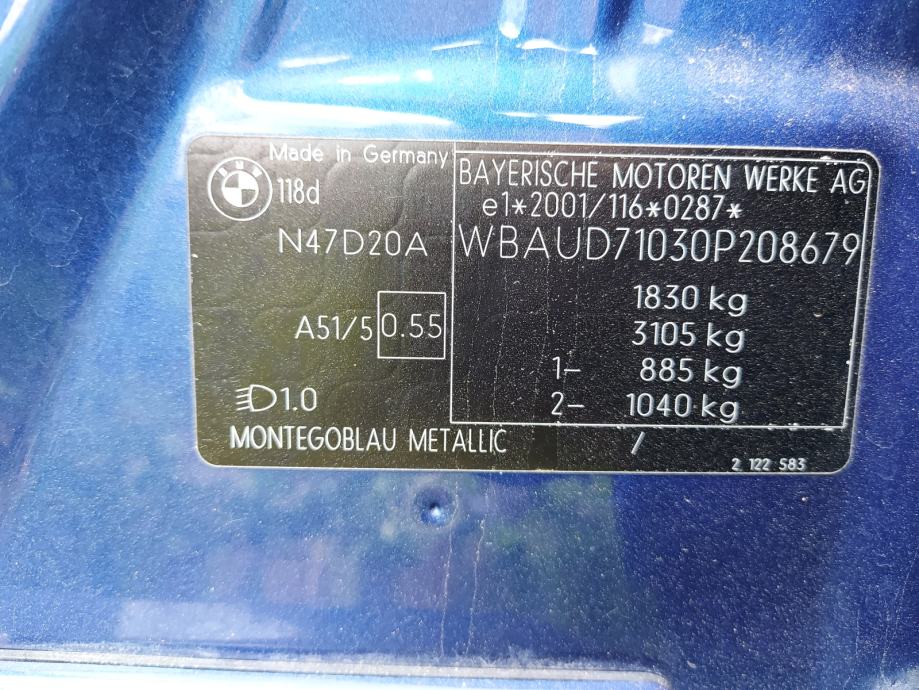 Made in Germany
118d
N47D20A
A51/5 0.55
1.0
MONTEGOBLAU METALLIC /
BAYERISCHE MOTOREN WERKE AG
e1*2001/116*0287*
WBAUD71030P208679
1830 kg
3105 kg
1– 885 kg
2– 1040 kg
2 122 583